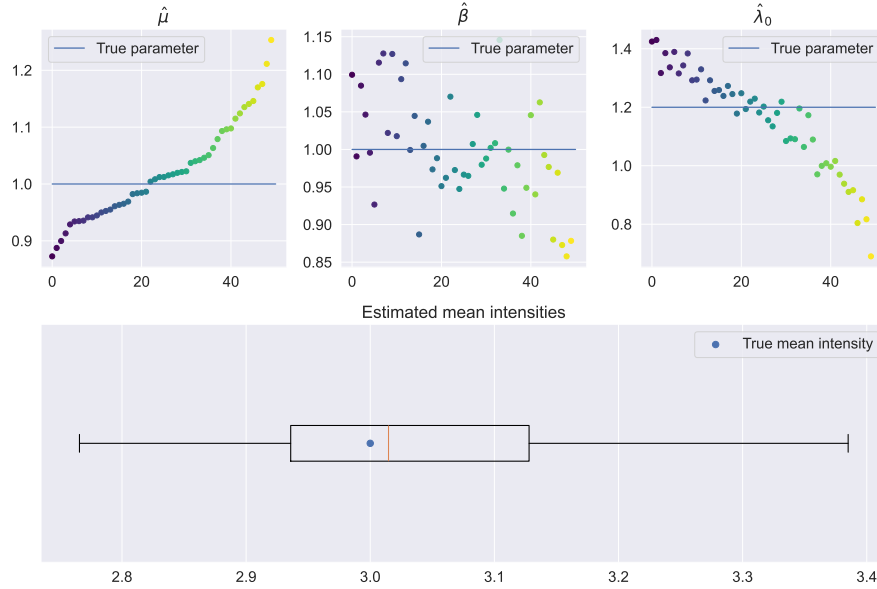 μ̂ β̂ λ̂₀
True parameter True parameter True parameter
1.2
1.1
1.0
0.9
0 20 40
1.15
1.10
1.05
1.00
0.95
0.90
0.85
0 20 40
1.4
1.2
1.0
0.8
0 20 40
Estimated mean intensities
True mean intensity
2.8 2.9 3.0 3.1 3.2 3.3 3.4